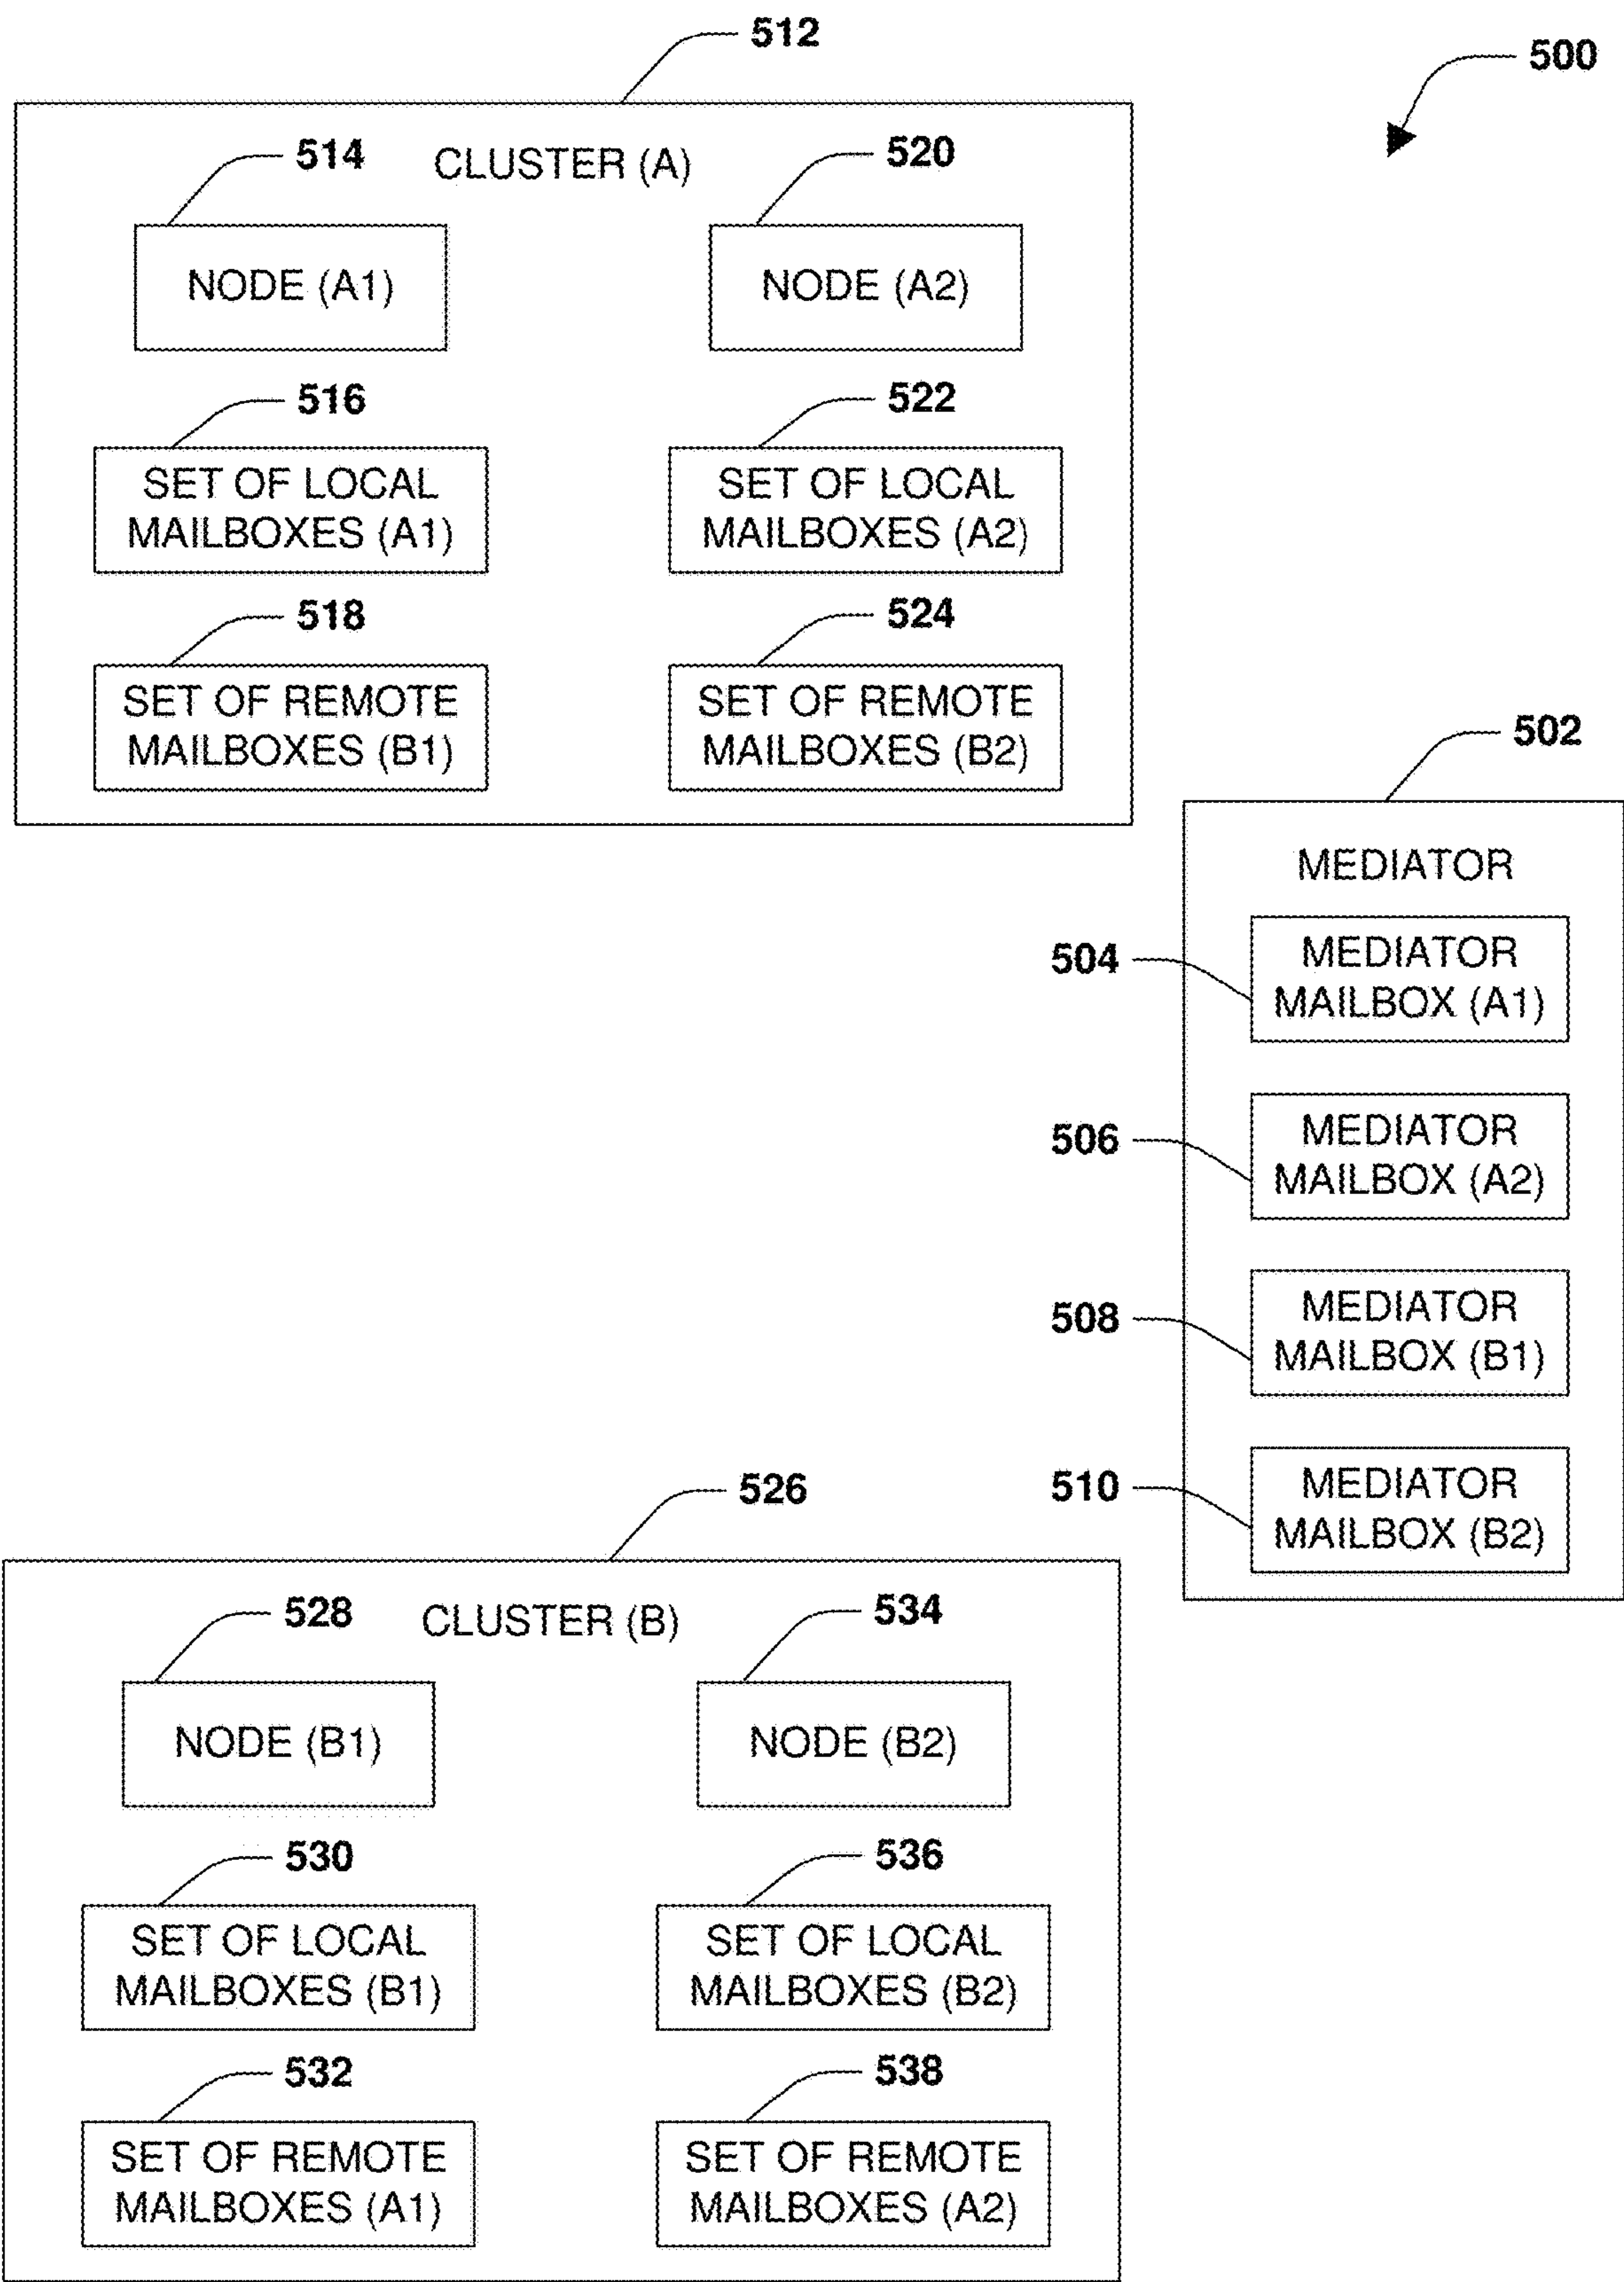 512
500
514
CLUSTER (A)
520
NODE (A1)
NODE (A2)
516
522
SET OF LOCAL
MAILBOXES (A1)
SET OF LOCAL
MAILBOXES (A2)
518
524
SET OF REMOTE
MAILBOXES (B1)
SET OF REMOTE
MAILBOXES (B2)
502
MEDIATOR
504
MEDIATOR
MAILBOX (A1)
506
MEDIATOR
MAILBOX (A2)
508
MEDIATOR
MAILBOX (B1)
510
MEDIATOR
MAILBOX (B2)
526
528
CLUSTER (B)
534
NODE (B1)
NODE (B2)
530
536
SET OF LOCAL
MAILBOXES (B1)
SET OF LOCAL
MAILBOXES (B2)
532
538
SET OF REMOTE
MAILBOXES (A1)
SET OF REMOTE
MAILBOXES (A2)